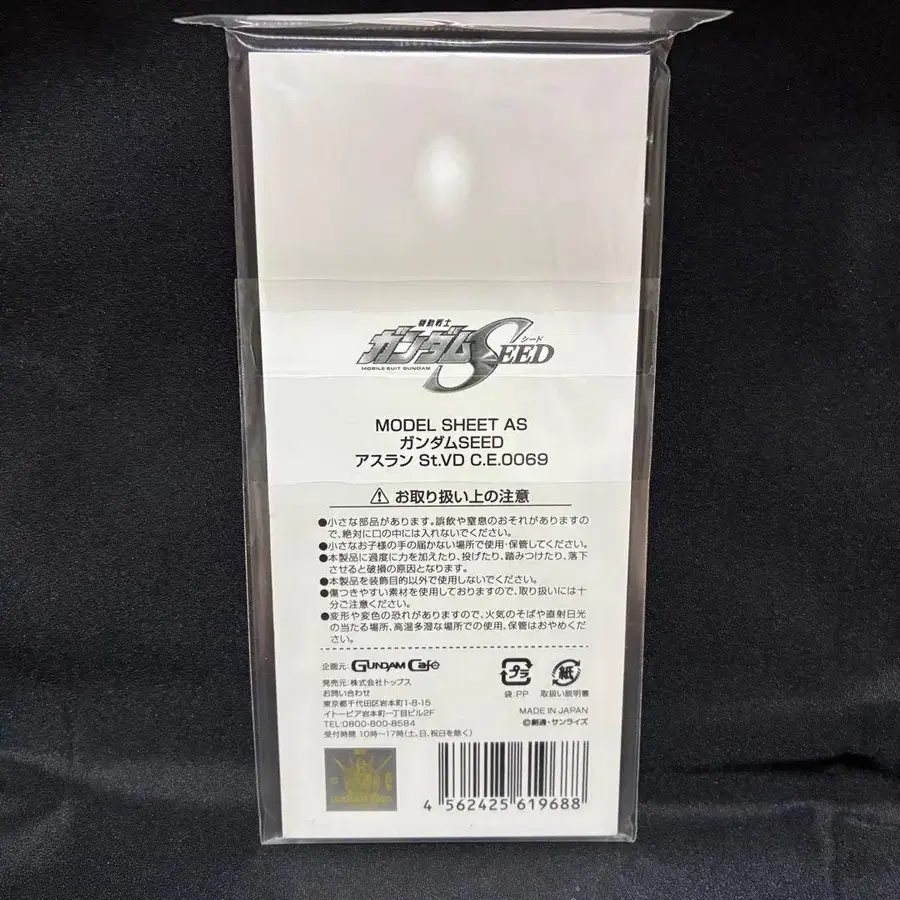 機動戦士
ガンダムSEED
シード
MOBILE SUIT GUNDAM
MODEL SHEET AS
ガンダムSEED
アスラン St.VD C.E.0069
お取り扱い上の注意
●小さな部品があります。誤飲や窒息のおそれがありますの
で、絶対に口の中には入れないでください。
●小さなお子様の手の届かない場所で使用・保管してください。
●本製品に過度に力を加えたり、投げたり、踏みつけたり、落下
させると破損の原因となります。
●本製品を装飾目的以外で使用しないでください。
●傷つきやすい素材を使用しておりますので、取り扱いには十
分ご注意ください。
●変形や変色の恐れがありますので、火気のそばや直射日光
の当たる場所、高温多湿な場所での使用、保管はおやめくだ
さい。
企画元:GUNDAM Café
発売元:株式会社トップス
お問い合わせ
東京都千代田区岩本町1-8-15
イトーピア岩本町一丁目ビル2F
TEL:0800-800-8584
受付時間 10時〜17時(土、日、祝日を除く)
プラ
袋:PP
紙
取扱い説明書
MADE IN JAPAN
©創通・サンライズ
4 562425 619688